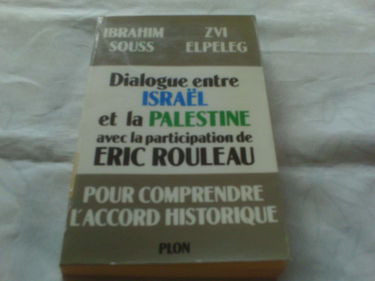 IBRAHIM ZVI
SOUSS ELPELEG
Dialogue entre
ISRAËL
et la PALESTINE
avec la participation de
ERIC ROULEAU
POUR COMPRENDRE
L'ACCORD HISTORIQUE
PLON